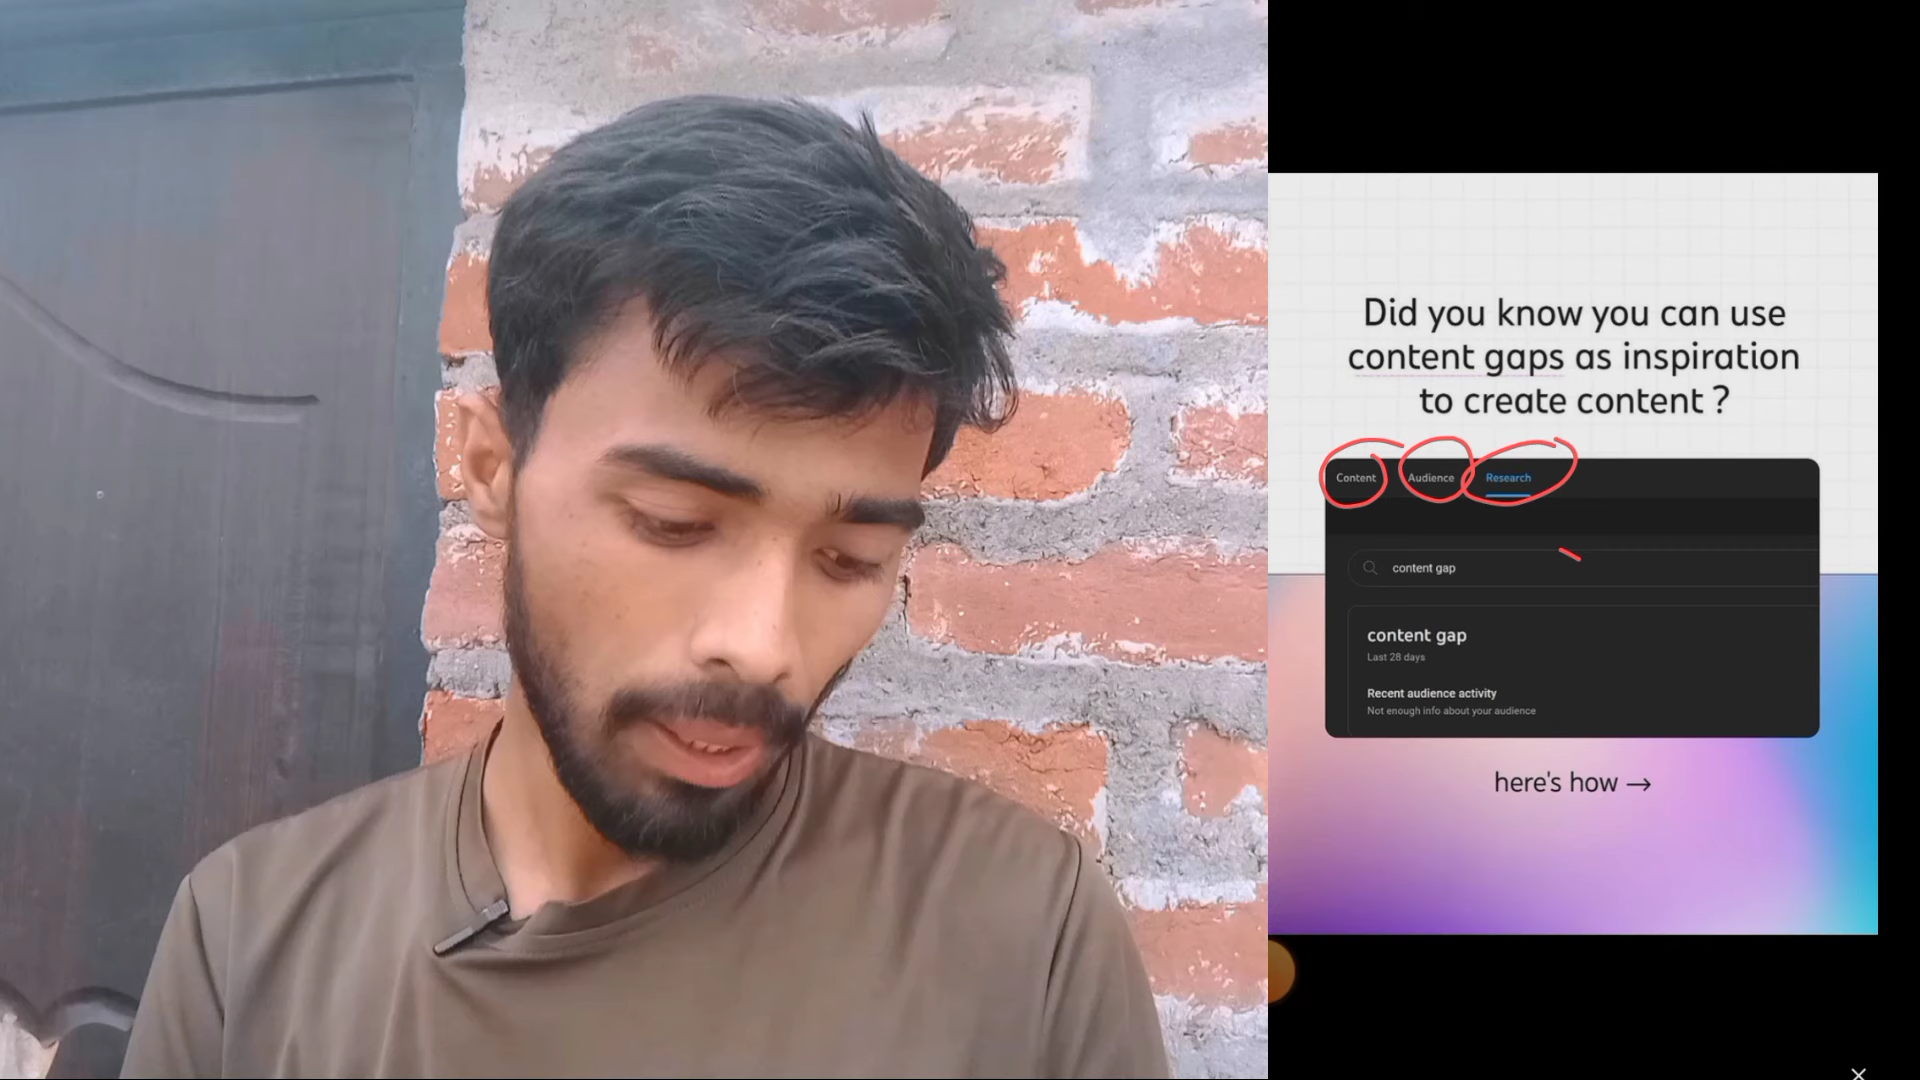 Did you know you can use
content gaps as inspiration
to create content ?
Content Audience Research
content gap
content gap
Last 28 days
Recent audience activity
Not enough info about your audience
here's how →